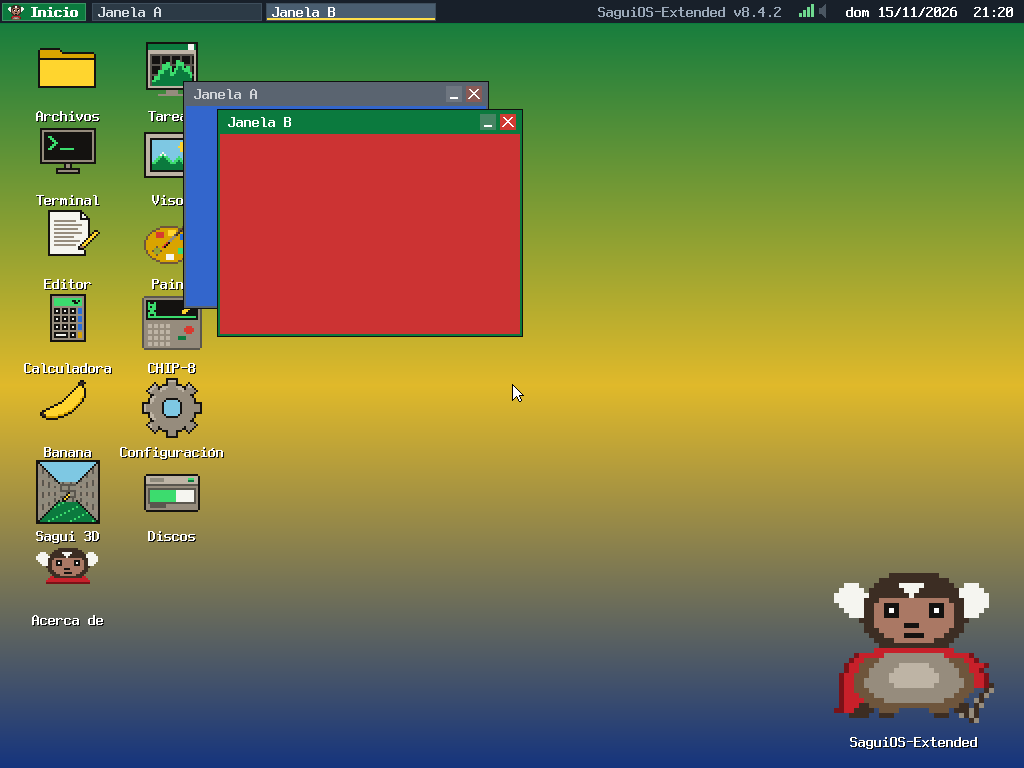 Inicio
Janela A
Janela B
SaguiOS-Extended v8.4.2
dom 15/11/2026 21:20
Archivos
Terminal
Editor
Calculadora
CHIP-8
Banana
Configuración
Sagui 3D
Discos
Acerca de
Janela A
Janela B
SaguiOS-Extended